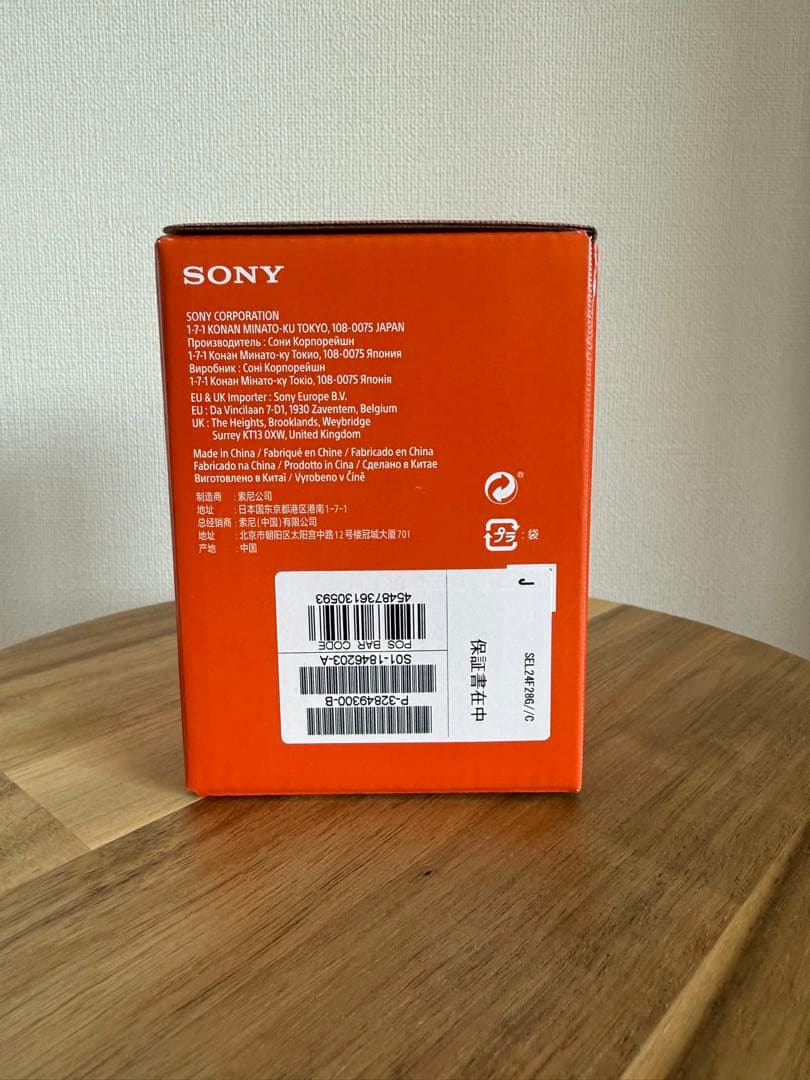 SONY
SONY CORPORATION
1-7-1 KONAN MINATO-KU TOKYO, 108-0075 JAPAN
Производитель : Сони Корпорейшн
1-7-1 Конан Минато-ку Токио, 108-0075 Япония
Виробник : Соні Корпорейшн
1-7-1 Конан Мінато-ку Токіо, 108-0075 Японія
EU & UK Importer : Sony Europe B.V.
EU : Da Vincilaan 7-D1, 1930 Zaventem, Belgium
UK : The Heights, Brooklands, Weybridge
Surrey KT13 0XW, United Kingdom
Made in China / Fabriqué en Chine / Fabricado en China
Fabricado na China / Prodotto in Cina / Сделано в Китае
Виготовлено в Китаї / Vyrobeno v Číně
制造商 : 索尼公司
地址 : 日本国东京都港区港南1-7-1
总经销商 : 索尼(中国)有限公司
地址 : 北京市朝阳区太阳宫中路12号楼冠城大厦701
产地 : 中国
®
プラ : 袋
J
SEL24F28G//C
保証書在中
4548736130593
POS BAR CODE
S01-1846203-A
P-32849300-B